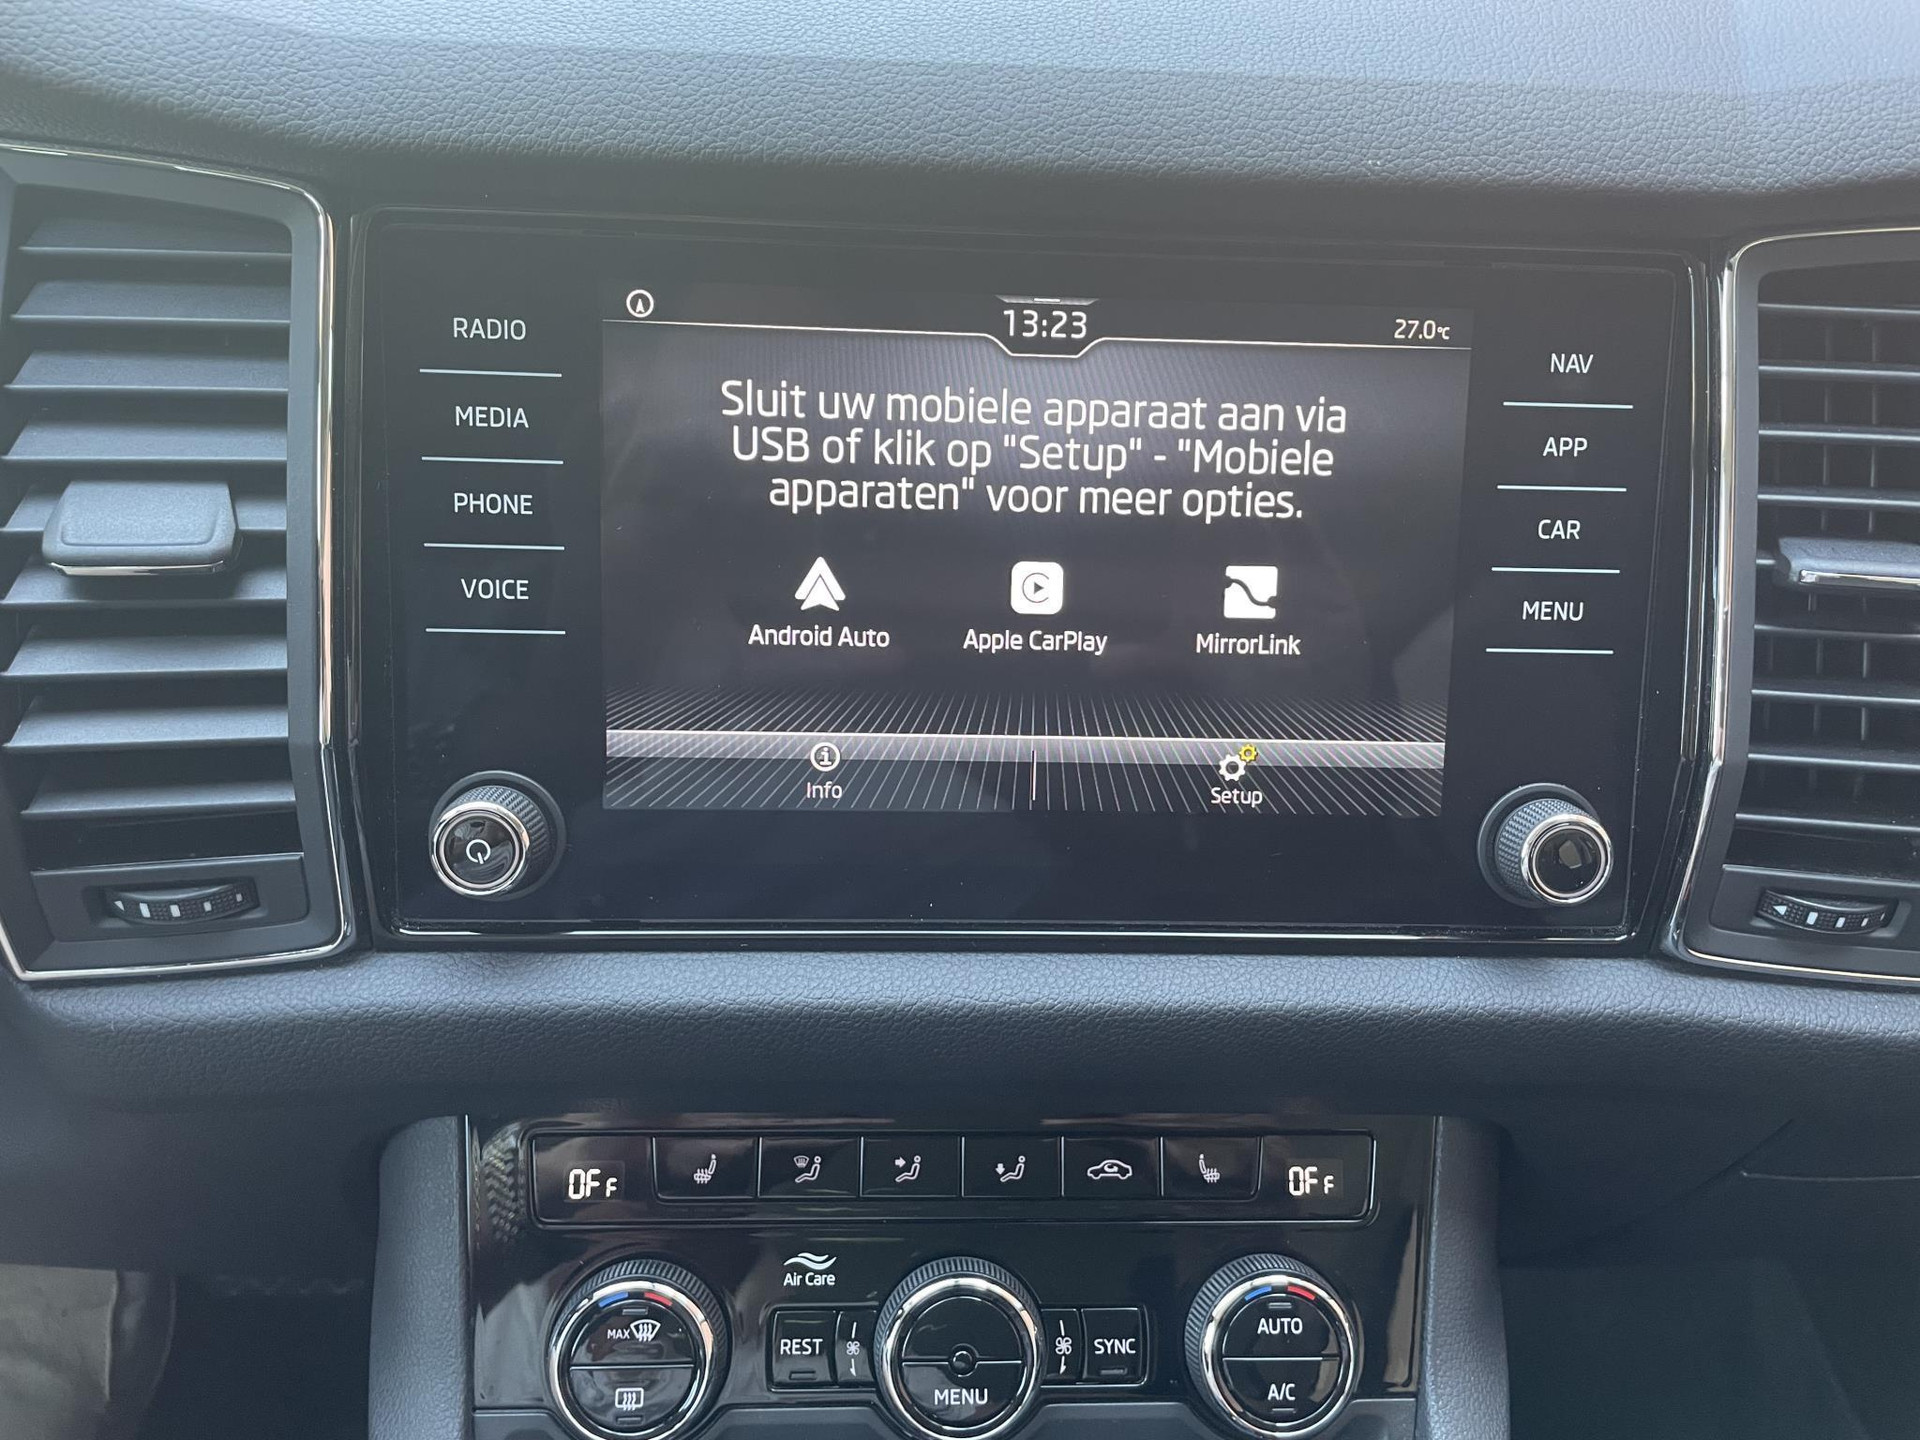 RADIO
MEDIA
PHONE
VOICE
13:23
27.0°C
Sluit uw mobiele apparaat aan via
USB of klik op "Setup" - "Mobiele
apparaten" voor meer opties.
Android Auto
Apple CarPlay
MirrorLink
Info
Setup
NAV
APP
CAR
MENU
OFF
OFF
Air Care
MAX
REST
MENU
SYNC
AUTO
A/C